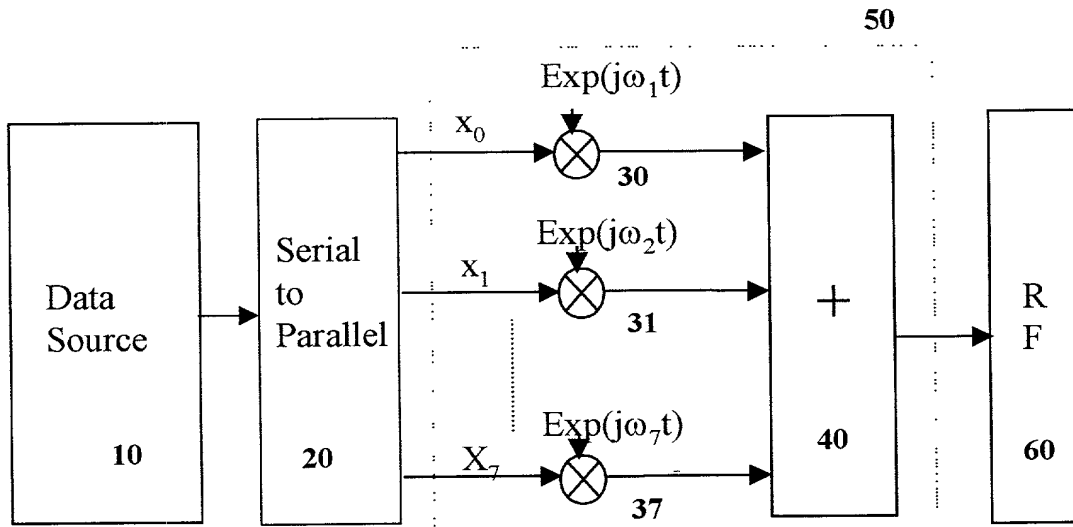 50
Exp(jω₁t)
x₀
30
Exp(jω₂t)
Serial
to
Parallel
x₁
31
Data
Source
+
R
F
Exp(jω₇t)
X₇
37
10
20
40
60